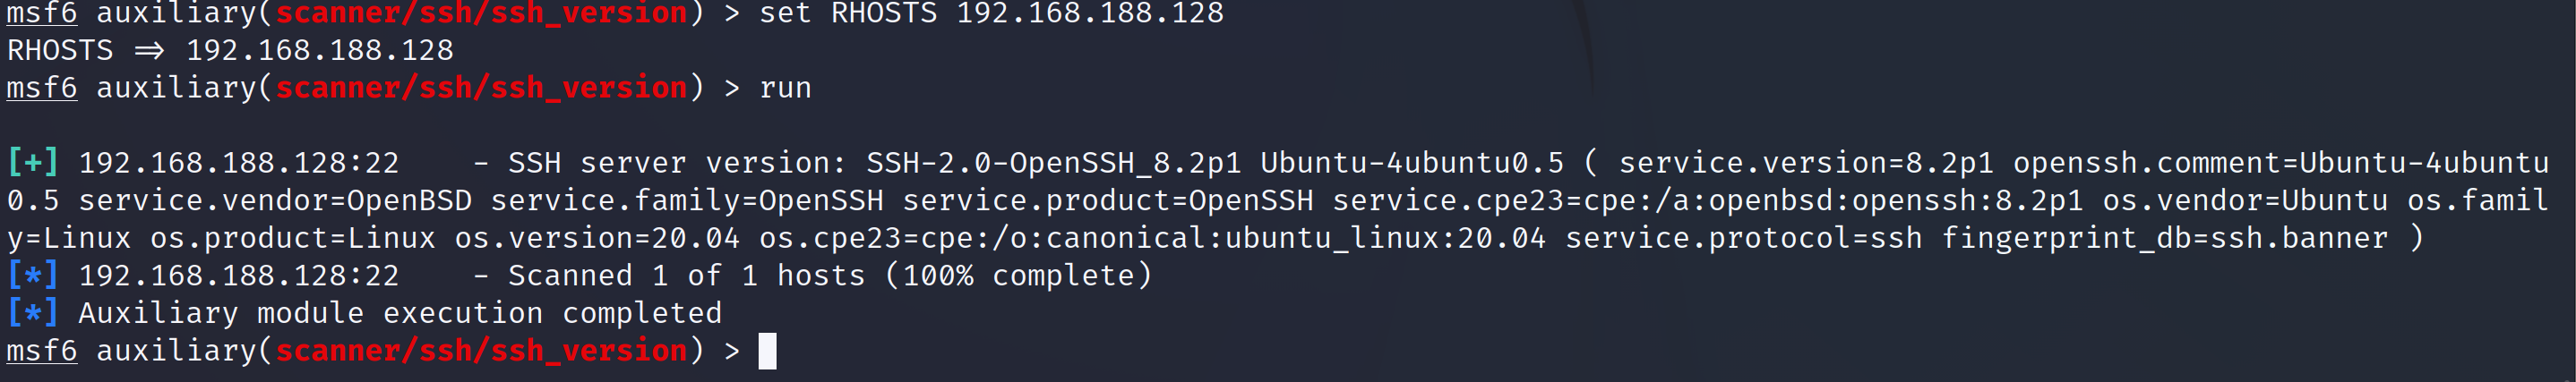 msf6 auxiliary(scanner/ssh/ssh_version) > set RHOSTS 192.168.188.128
RHOSTS => 192.168.188.128
msf6 auxiliary(scanner/ssh/ssh_version) > run
[+] 192.168.188.128:22    - SSH server version: SSH-2.0-OpenSSH_8.2p1 Ubuntu-4ubuntu0.5 ( service.version=8.2p1 openssh.comment=Ubuntu-4ubuntu
0.5 service.vendor=OpenBSD service.family=OpenSSH service.product=OpenSSH service.cpe23=cpe:/a:openbsd:openssh:8.2p1 os.vendor=Ubuntu os.famil
y=Linux os.product=Linux os.version=20.04 os.cpe23=cpe:/o:canonical:ubuntu_linux:20.04 service.protocol=ssh fingerprint_db=ssh.banner )
[*] 192.168.188.128:22    - Scanned 1 of 1 hosts (100% complete)
[*] Auxiliary module execution completed
msf6 auxiliary(scanner/ssh/ssh_version) >